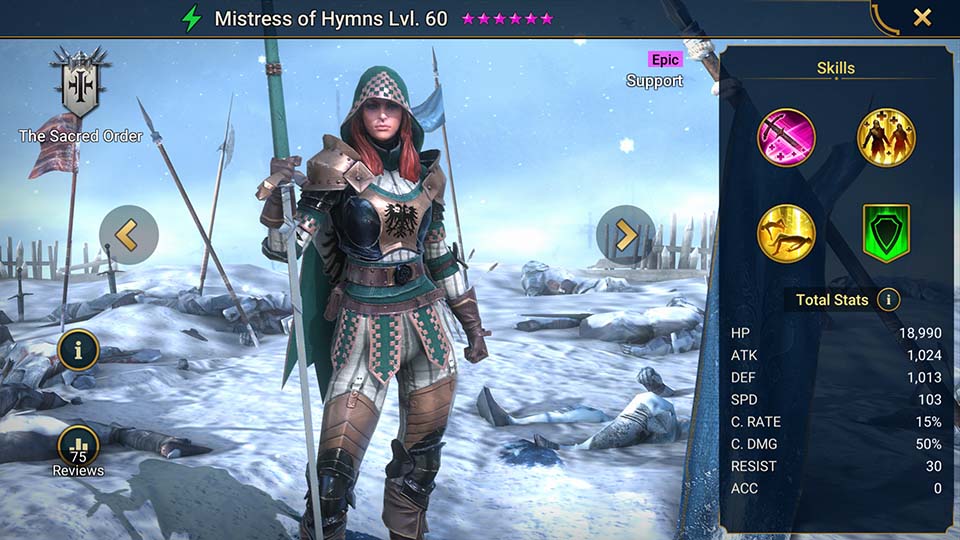 Mistress of Hymns Lvl. 60
The Sacred Order
Epic
Support
75
Reviews
Skills
Total Stats i
HP 18,990
ATK 1,024
DEF 1,013
SPD 103
C. RATE 15%
C. DMG 50%
RESIST 30
ACC 0